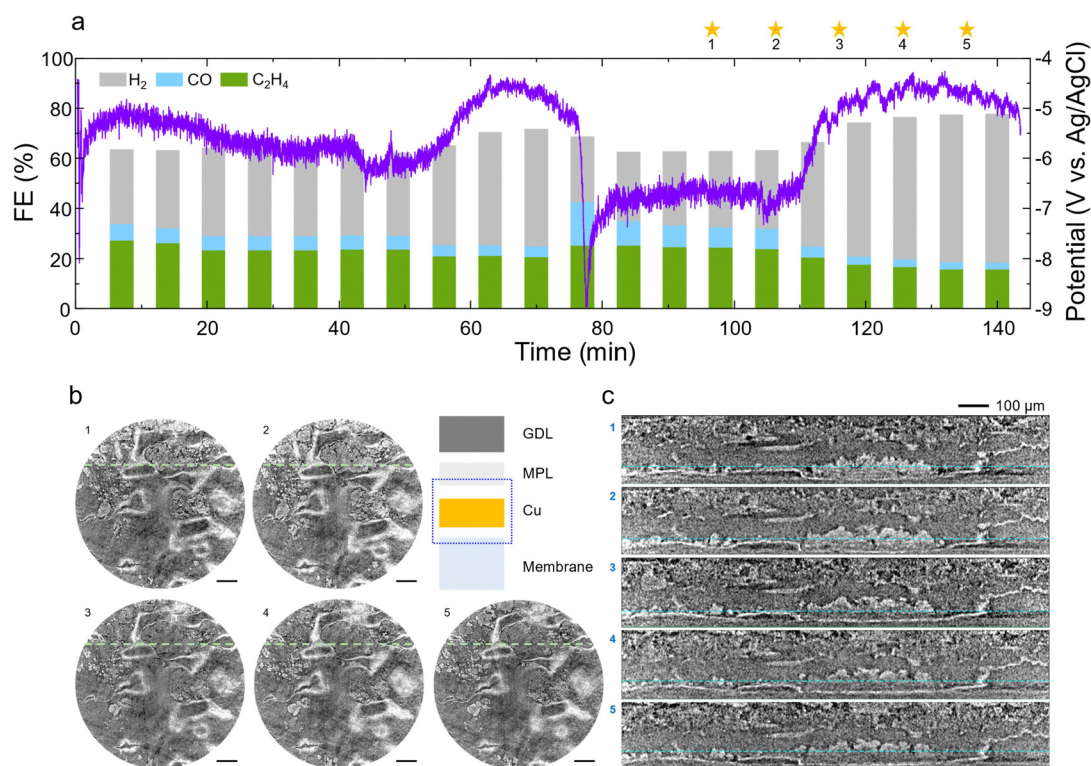 a
1 2 3 4 5
100 80 60 40 20 0
FE (%)
H₂ CO C₂H₄
-4 -5 -6 -7 -8 -9
Potential (V vs. Ag/AgCl)
0 20 40 60 80 100 120 140
Time (min)
b
1 2
3 4 5
GDL
MPL
Cu
Membrane
c
100 µm
1
2
3
4
5